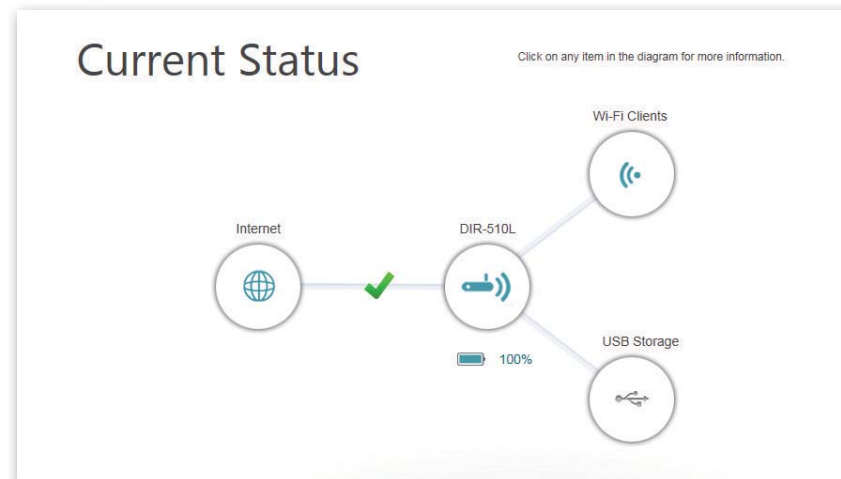 Current Status
Click on any item in the diagram for more information.
Wi-Fi Clients
Internet
DIR-510L
100%
USB Storage